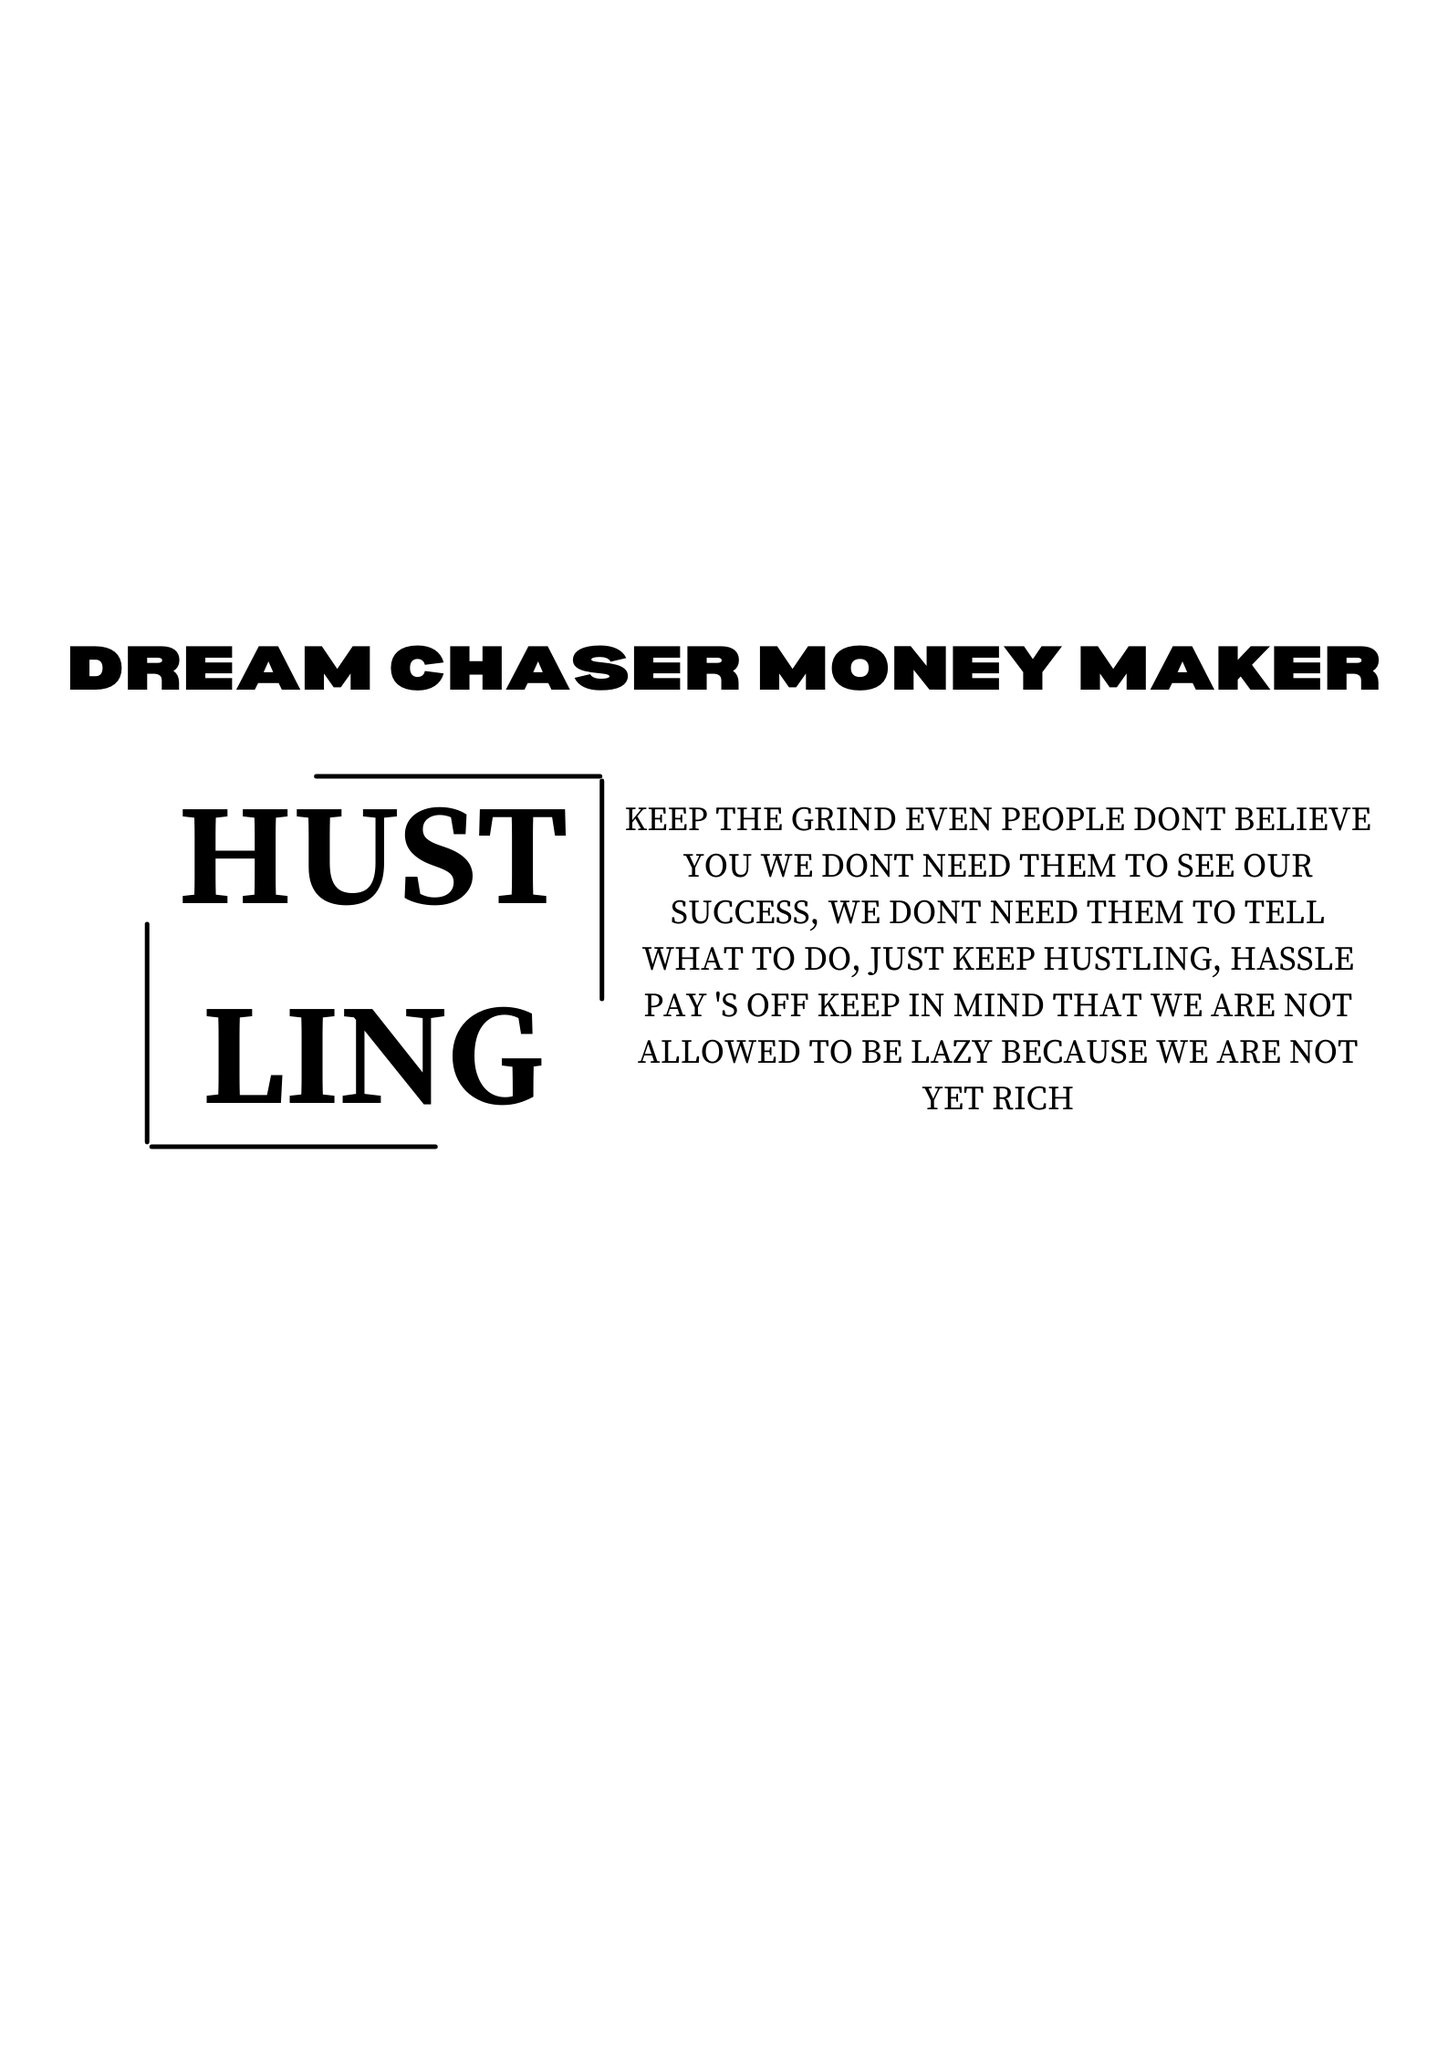 DREAM CHASER MONEY MAKER
HUST
LING
KEEP THE GRIND EVEN PEOPLE DONT BELIEVE
YOU WE DONT NEED THEM TO SEE OUR
SUCCESS, WE DONT NEED THEM TO TELL
WHAT TO DO, JUST KEEP HUSTLING, HASSLE
PAY 'S OFF KEEP IN MIND THAT WE ARE NOT
ALLOWED TO BE LAZY BECAUSE WE ARE NOT
YET RICH